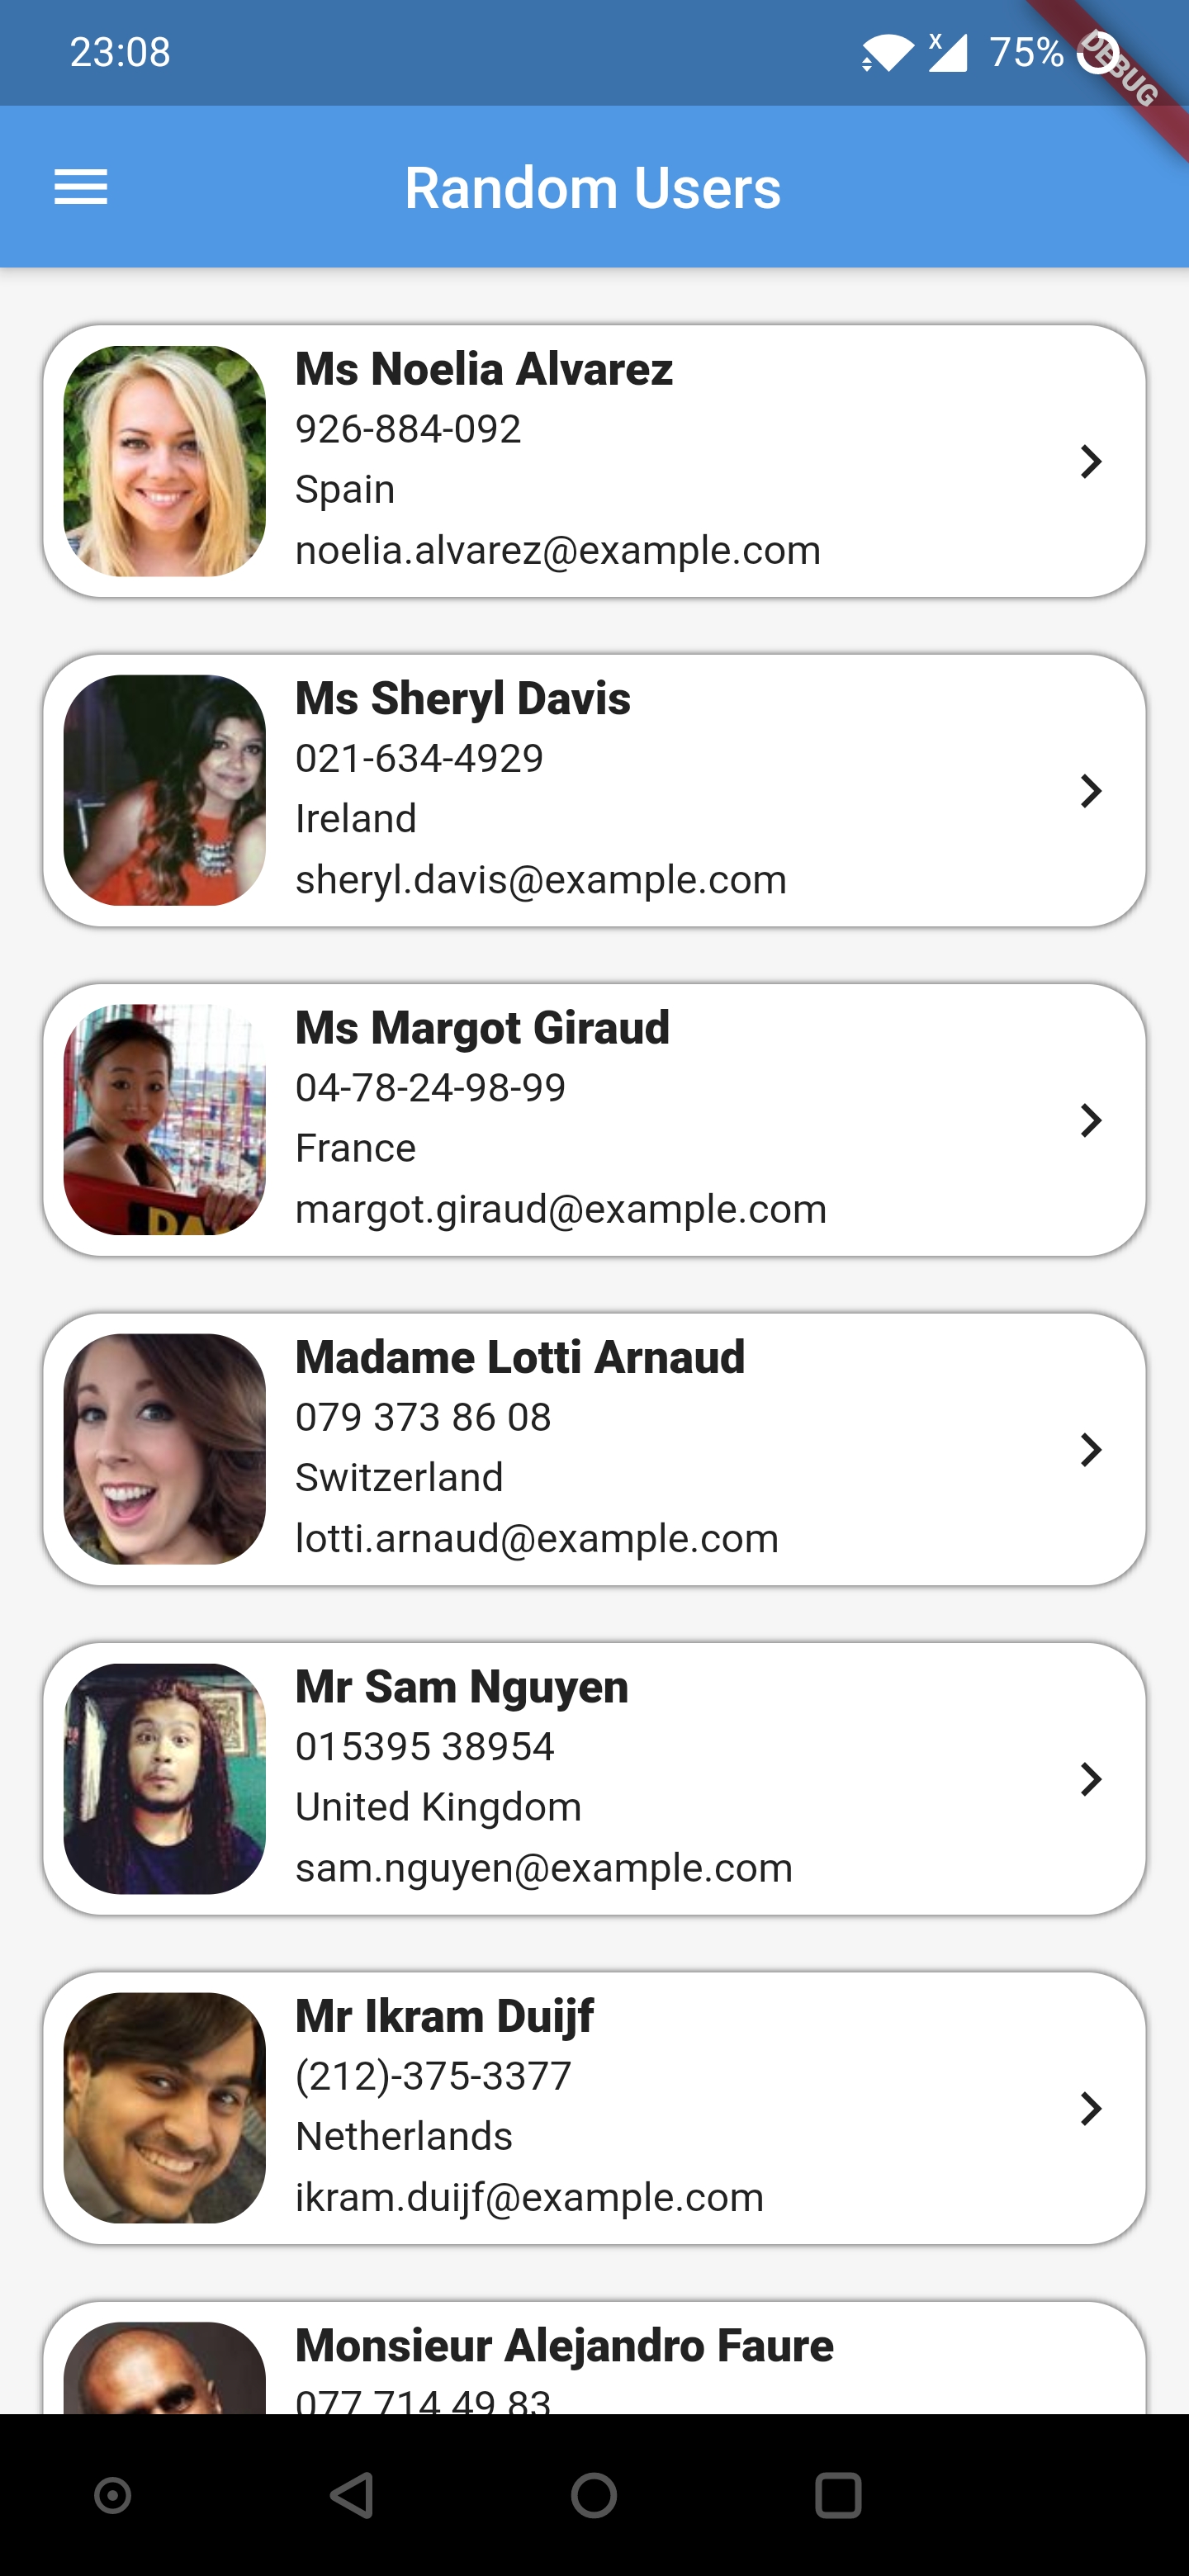 23:08
x 75%
DEBUG
Random Users
Ms Noelia Alvarez
926-884-092
Spain
noelia.alvarez@example.com
Ms Sheryl Davis
021-634-4929
Ireland
sheryl.davis@example.com
Ms Margot Giraud
04-78-24-98-99
France
margot.giraud@example.com
DA
Madame Lotti Arnaud
079 373 86 08
Switzerland
lotti.arnaud@example.com
Mr Sam Nguyen
015395 38954
United Kingdom
sam.nguyen@example.com
Mr Ikram Duijf
(212)-375-3377
Netherlands
ikram.duijf@example.com
Monsieur Alejandro Faure
077 714 49 83